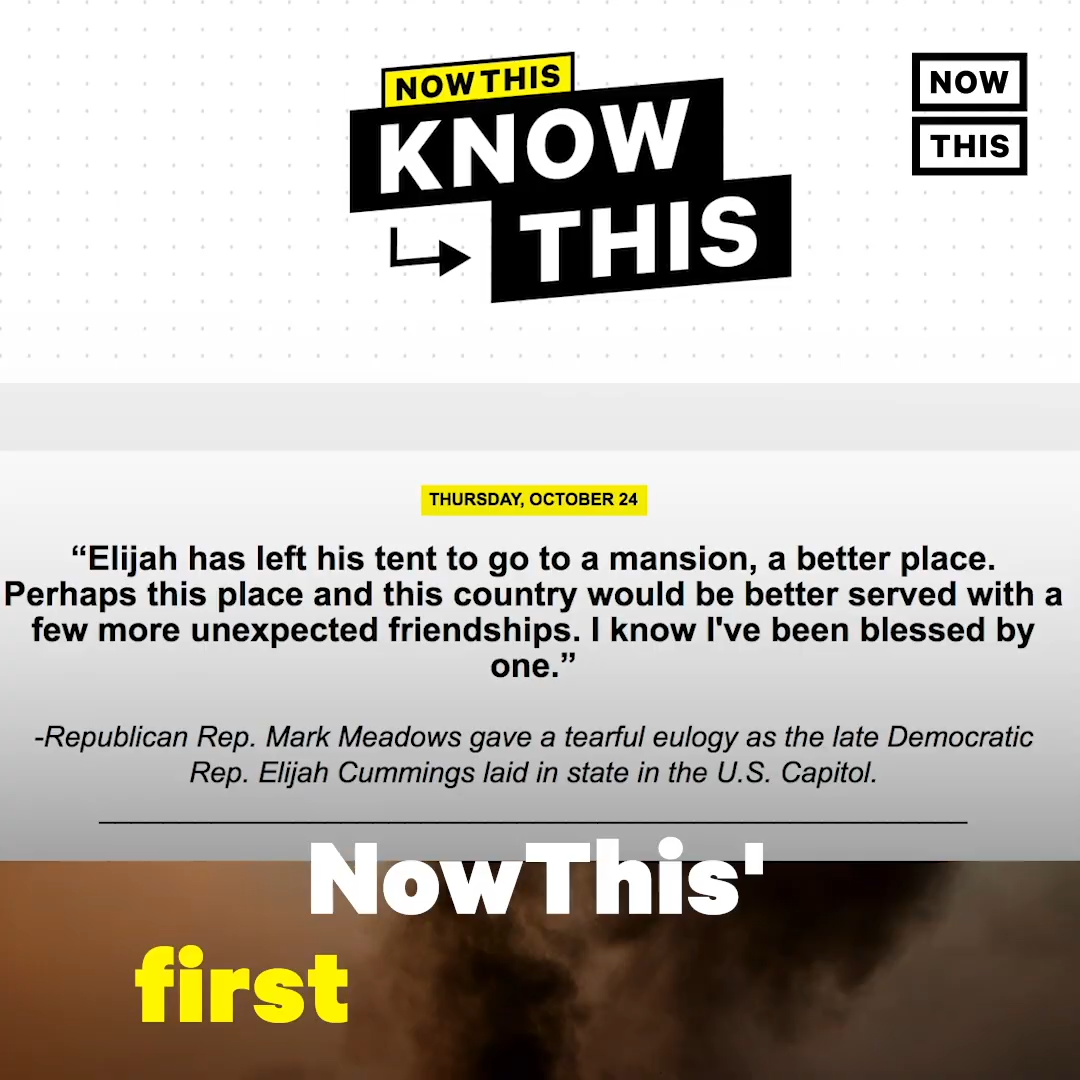 NOWTHIS
KNOW
THIS
NOW
THIS
THURSDAY, OCTOBER 24
“Elijah has left his tent to go to a mansion, a better place.
Perhaps this place and this country would be better served with a
few more unexpected friendships. I know I've been blessed by
one.”
-Republican Rep. Mark Meadows gave a tearful eulogy as the late Democratic
Rep. Elijah Cummings laid in state in the U.S. Capitol.
NowThis'
first